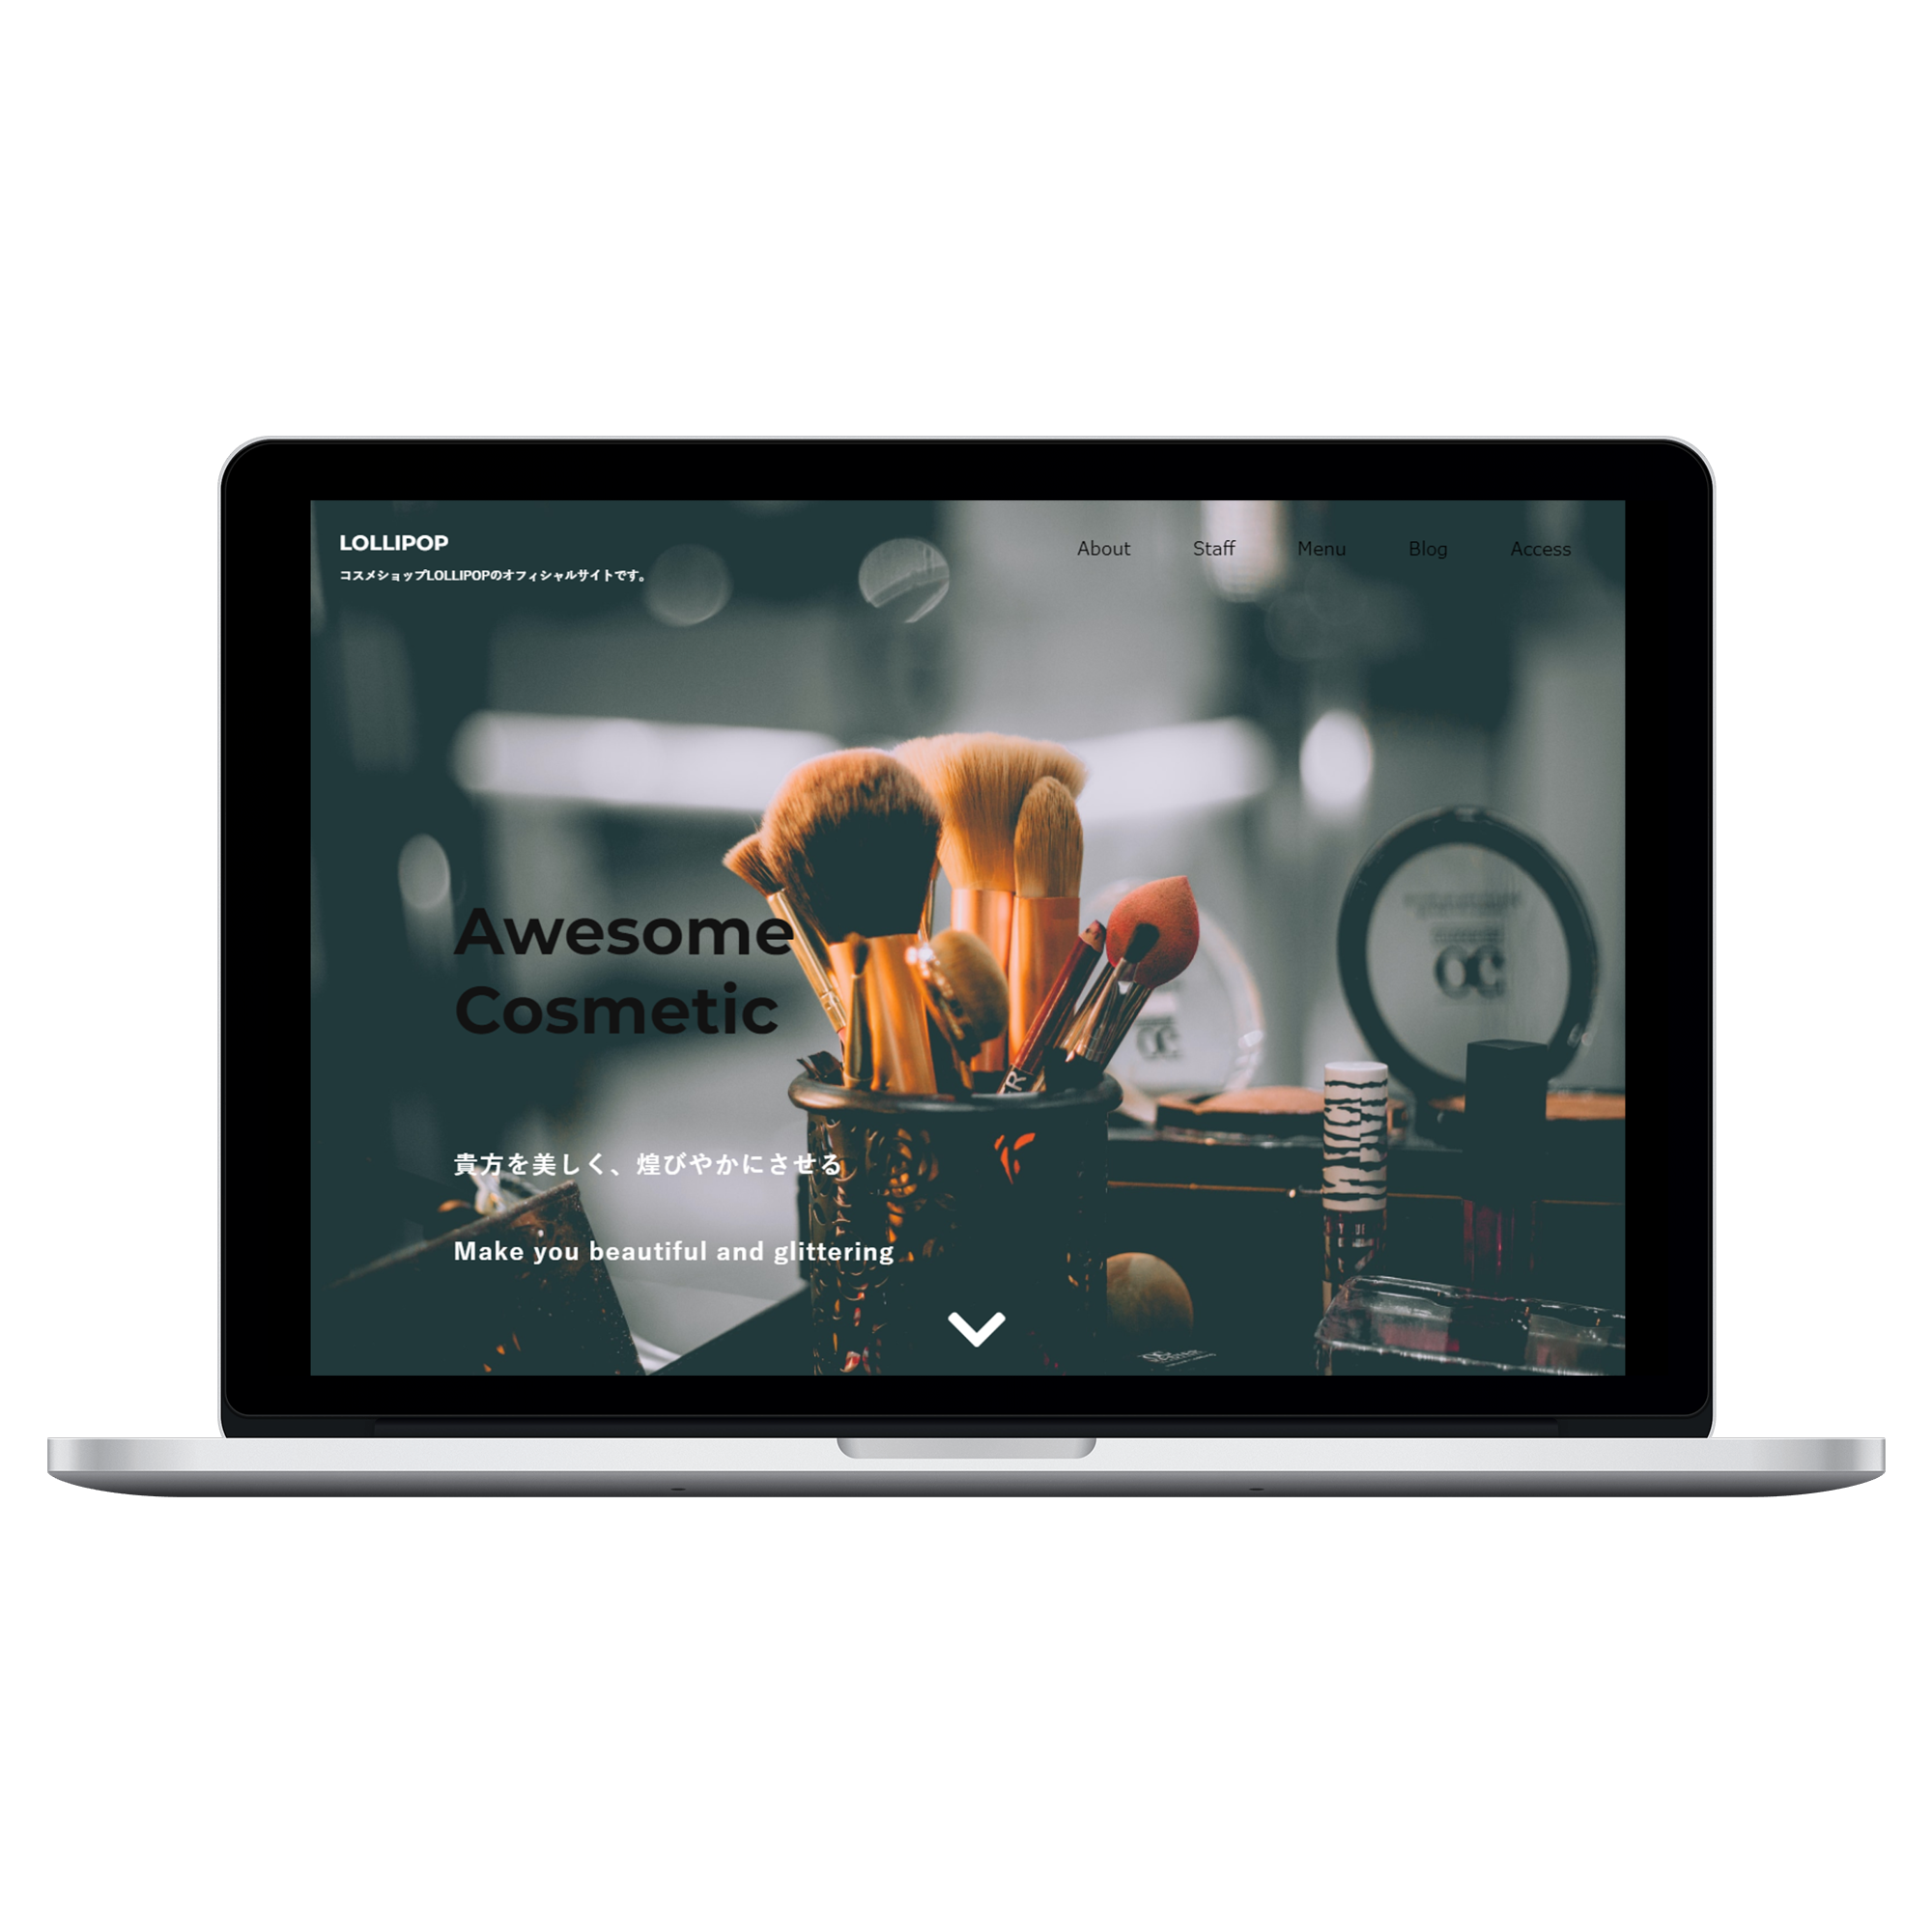 LOLLIPOP
コスメショップLOLLIPOPのオフィシャルサイトです。
About Staff Menu Blog Access
Awesome
Cosmetic
貴方を美しく、煌びやかにさせる
Make you beautiful and glittering